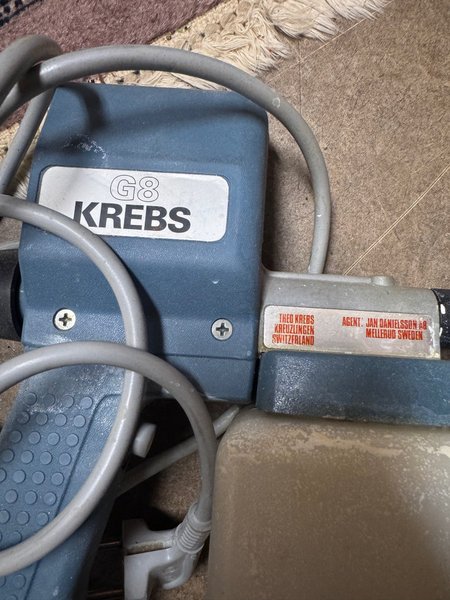 G8
KREBS
THEO KREBS
KREUZLINGEN
SWITZERLAND
AGENT: JAN DANIELSSON AB
MELLERUD SWEDEN